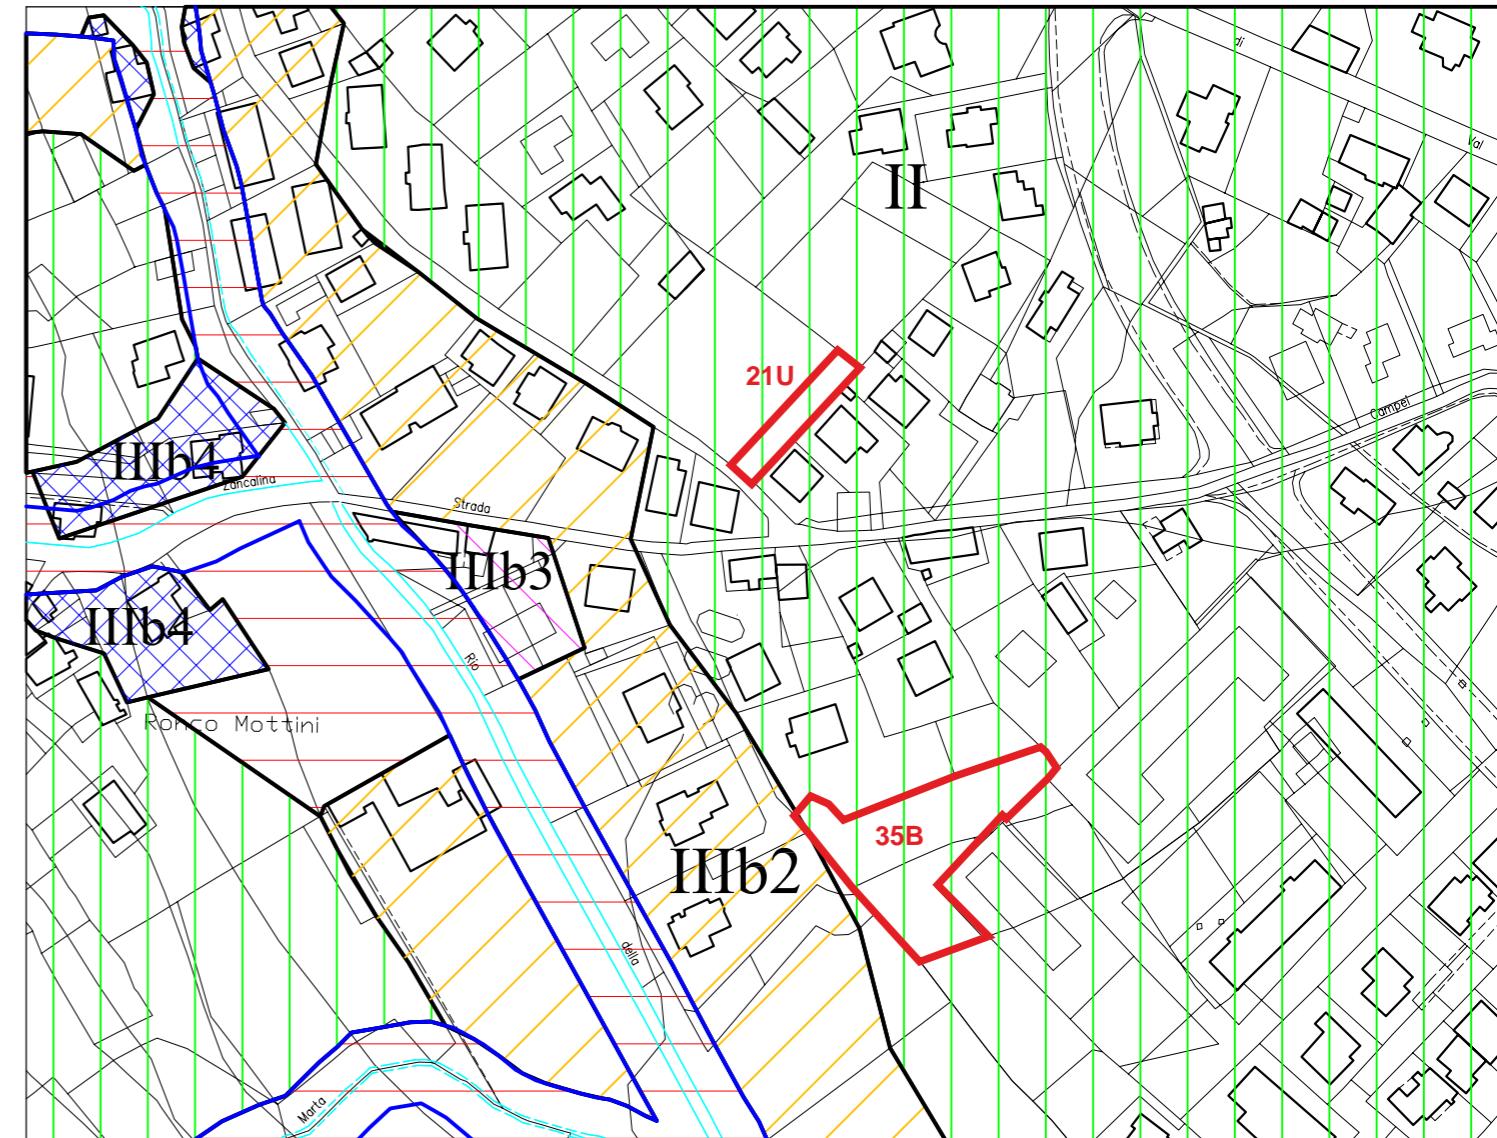 di
Val
II
21U
Campel
IIIb4
Zancalina
Strada
IIIb3
IIIb4
Rio
Ronco Mottini
35B
IIIb2
della
Marta